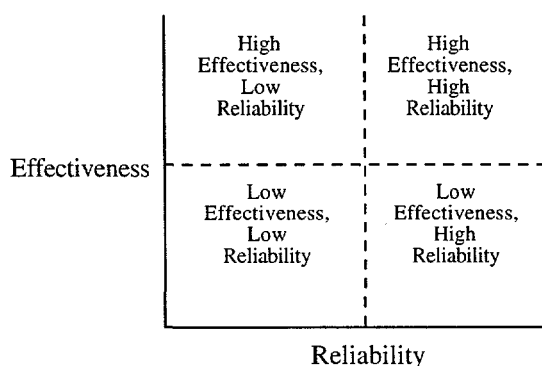 High
Effectiveness,
Low
Reliability
High
Effectiveness,
High
Reliability
Effectiveness
Low
Effectiveness,
Low
Reliability
Low
Effectiveness,
High
Reliability
Reliability